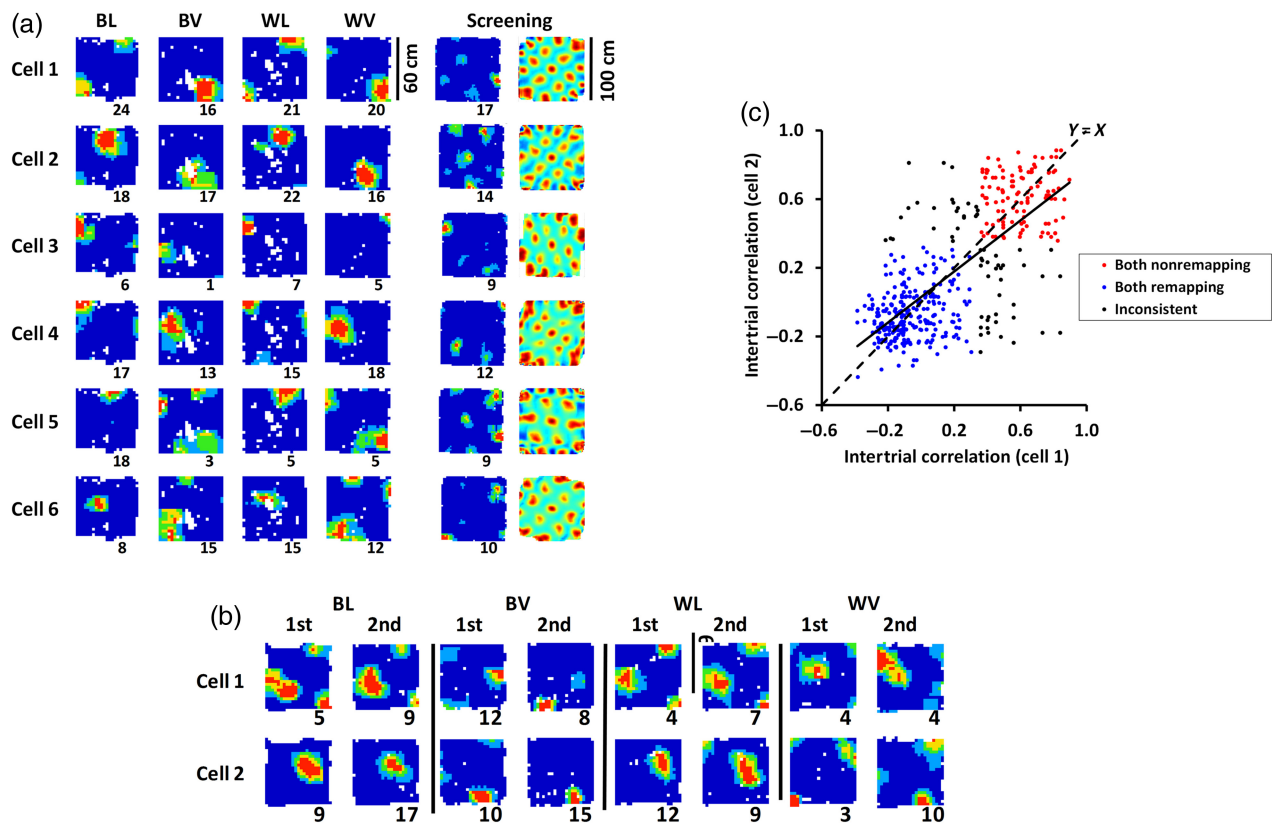 (a)
BL BV WL WV Screening
Cell 1
60 cm
100 cm
24 16 21 20 17
Cell 2
18 17 22 16 14
Cell 3
6 1 7 5 9
Cell 4
17 13 15 18 12
Cell 5
18 3 5 5 9
Cell 6
8 15 15 12 10
(b)
BL BV WL WV
1st 2nd 1st 2nd 1st 2nd 1st 2nd
Cell 1
5 9 12 8 4 7 4 4
Cell 2
9 17 10 15 12 9 3 10
(c)
Intertrial correlation (cell 2)
1.0
0.6
0.2
−0.2
−0.6
Y = X
−0.6 −0.2 0.2 0.6 1.0
Intertrial correlation (cell 1)
Both nonremapping
Both remapping
Inconsistent